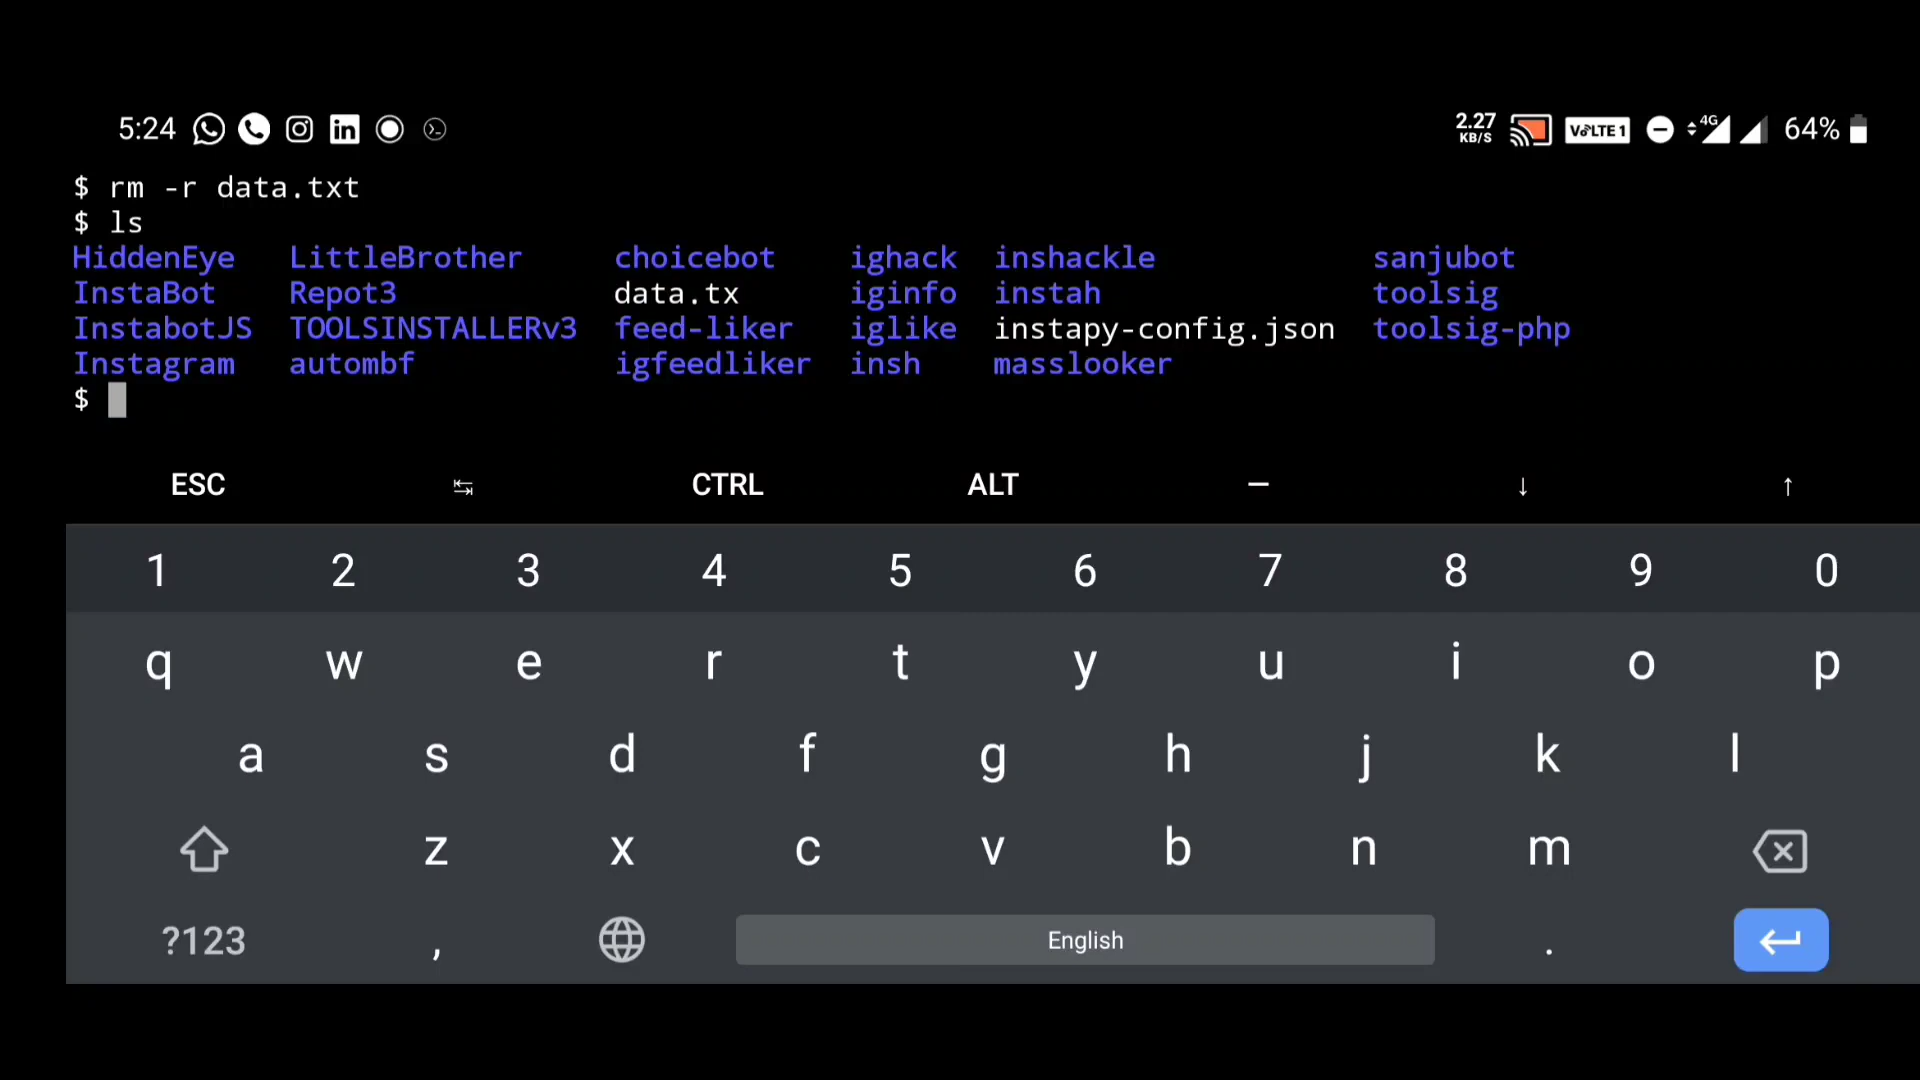 5:24 2.27 KB/S VoLTE 1 4G 64%
$ rm -r data.txt
$ ls
HiddenEye LittleBrother choicebot ighack inshackle sanjubot
InstaBot Repot3 data.tx iginfo instah toolsig
InstabotJS TOOLSINSTALLERv3 feed-liker iglike instapy-config.json toolsig-php
Instagram autombf igfeedliker insh masslooker
$
ESC ↹ CTRL ALT — ↓ ↑
1 2 3 4 5 6 7 8 9 0
q w e r t y u i o p
a s d f g h j k l
z x c v b n m
?123 , English .